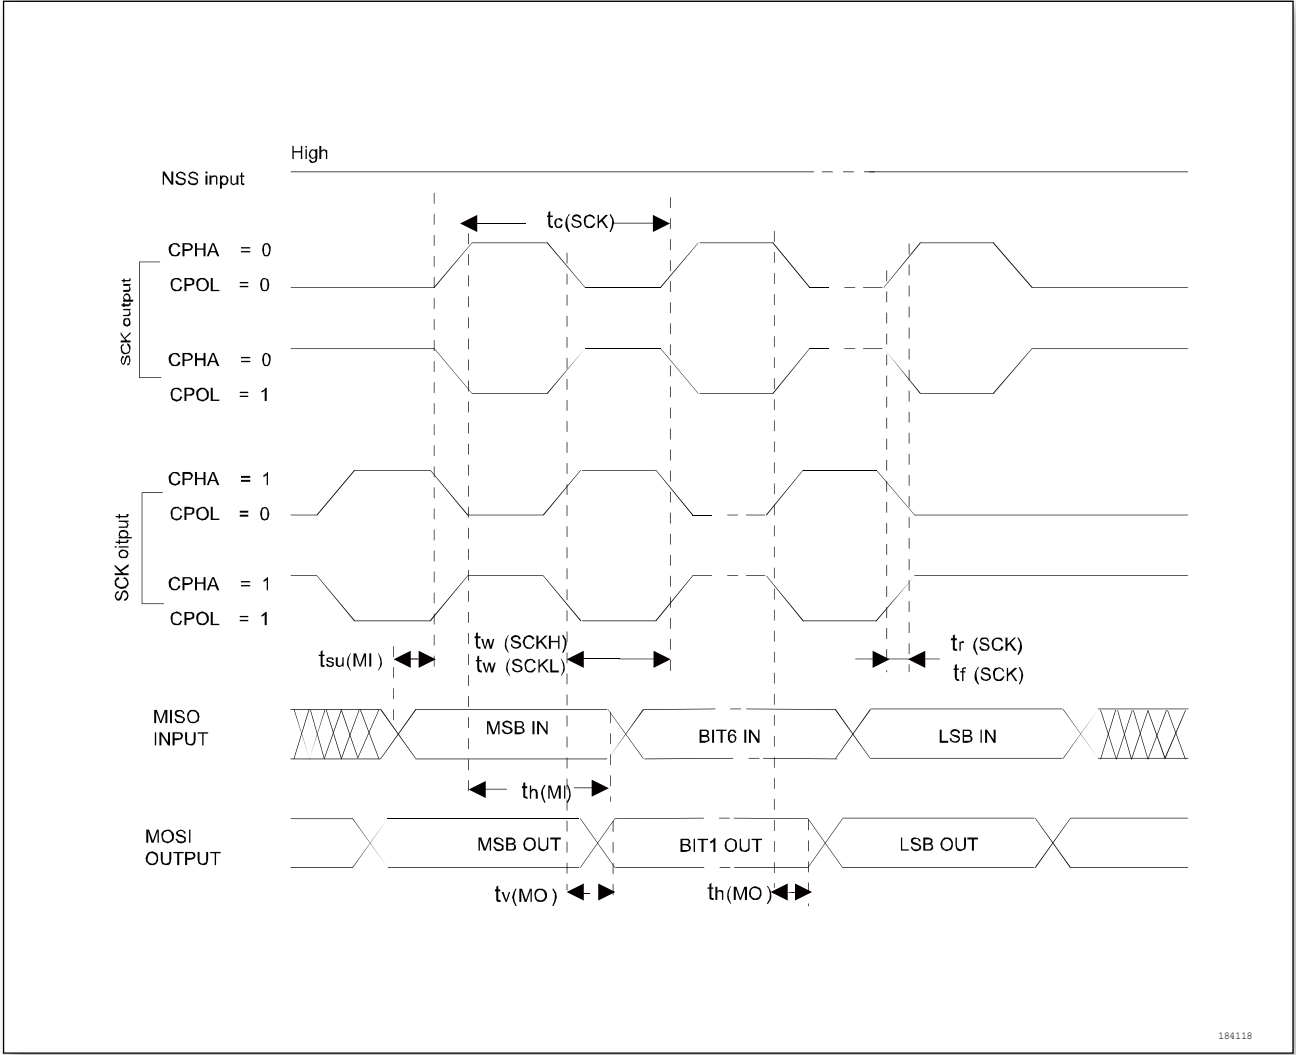 High
NSS input
tc(SCK)
CPHA = 0
CPOL = 0
SCK output
CPHA = 0
CPOL = 1
CPHA = 1
CPOL = 0
SCK oitput
CPHA = 1
CPOL = 1
tsu(MI)
tw (SCKH)
tw (SCKL)
tr (SCK)
tf (SCK)
MISO
INPUT
MSB IN
BIT6 IN
LSB IN
th(MI)
MOSI
OUTPUT
MSB OUT
BIT1 OUT
LSB OUT
tv(MO)
th(MO)
184118